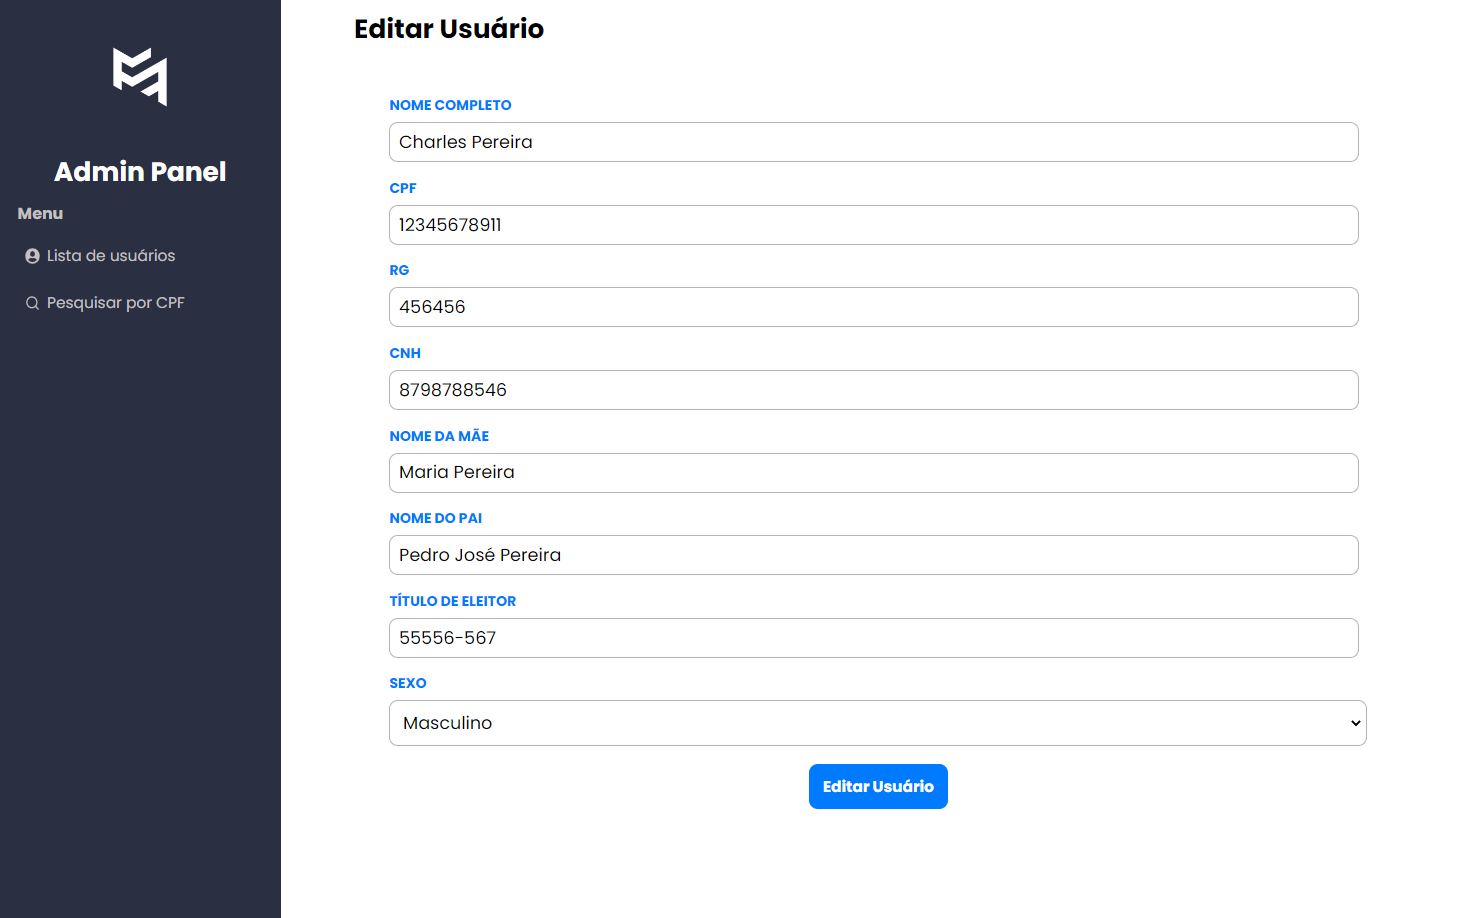 Admin Panel
Menu
Lista de usuários
Pesquisar por CPF
Editar Usuário
NOME COMPLETO
Charles Pereira
CPF
12345678911
RG
456456
CNH
8798788546
NOME DA MÃE
Maria Pereira
NOME DO PAI
Pedro José Pereira
TÍTULO DE ELEITOR
55556-567
SEXO
Masculino
Editar Usuário